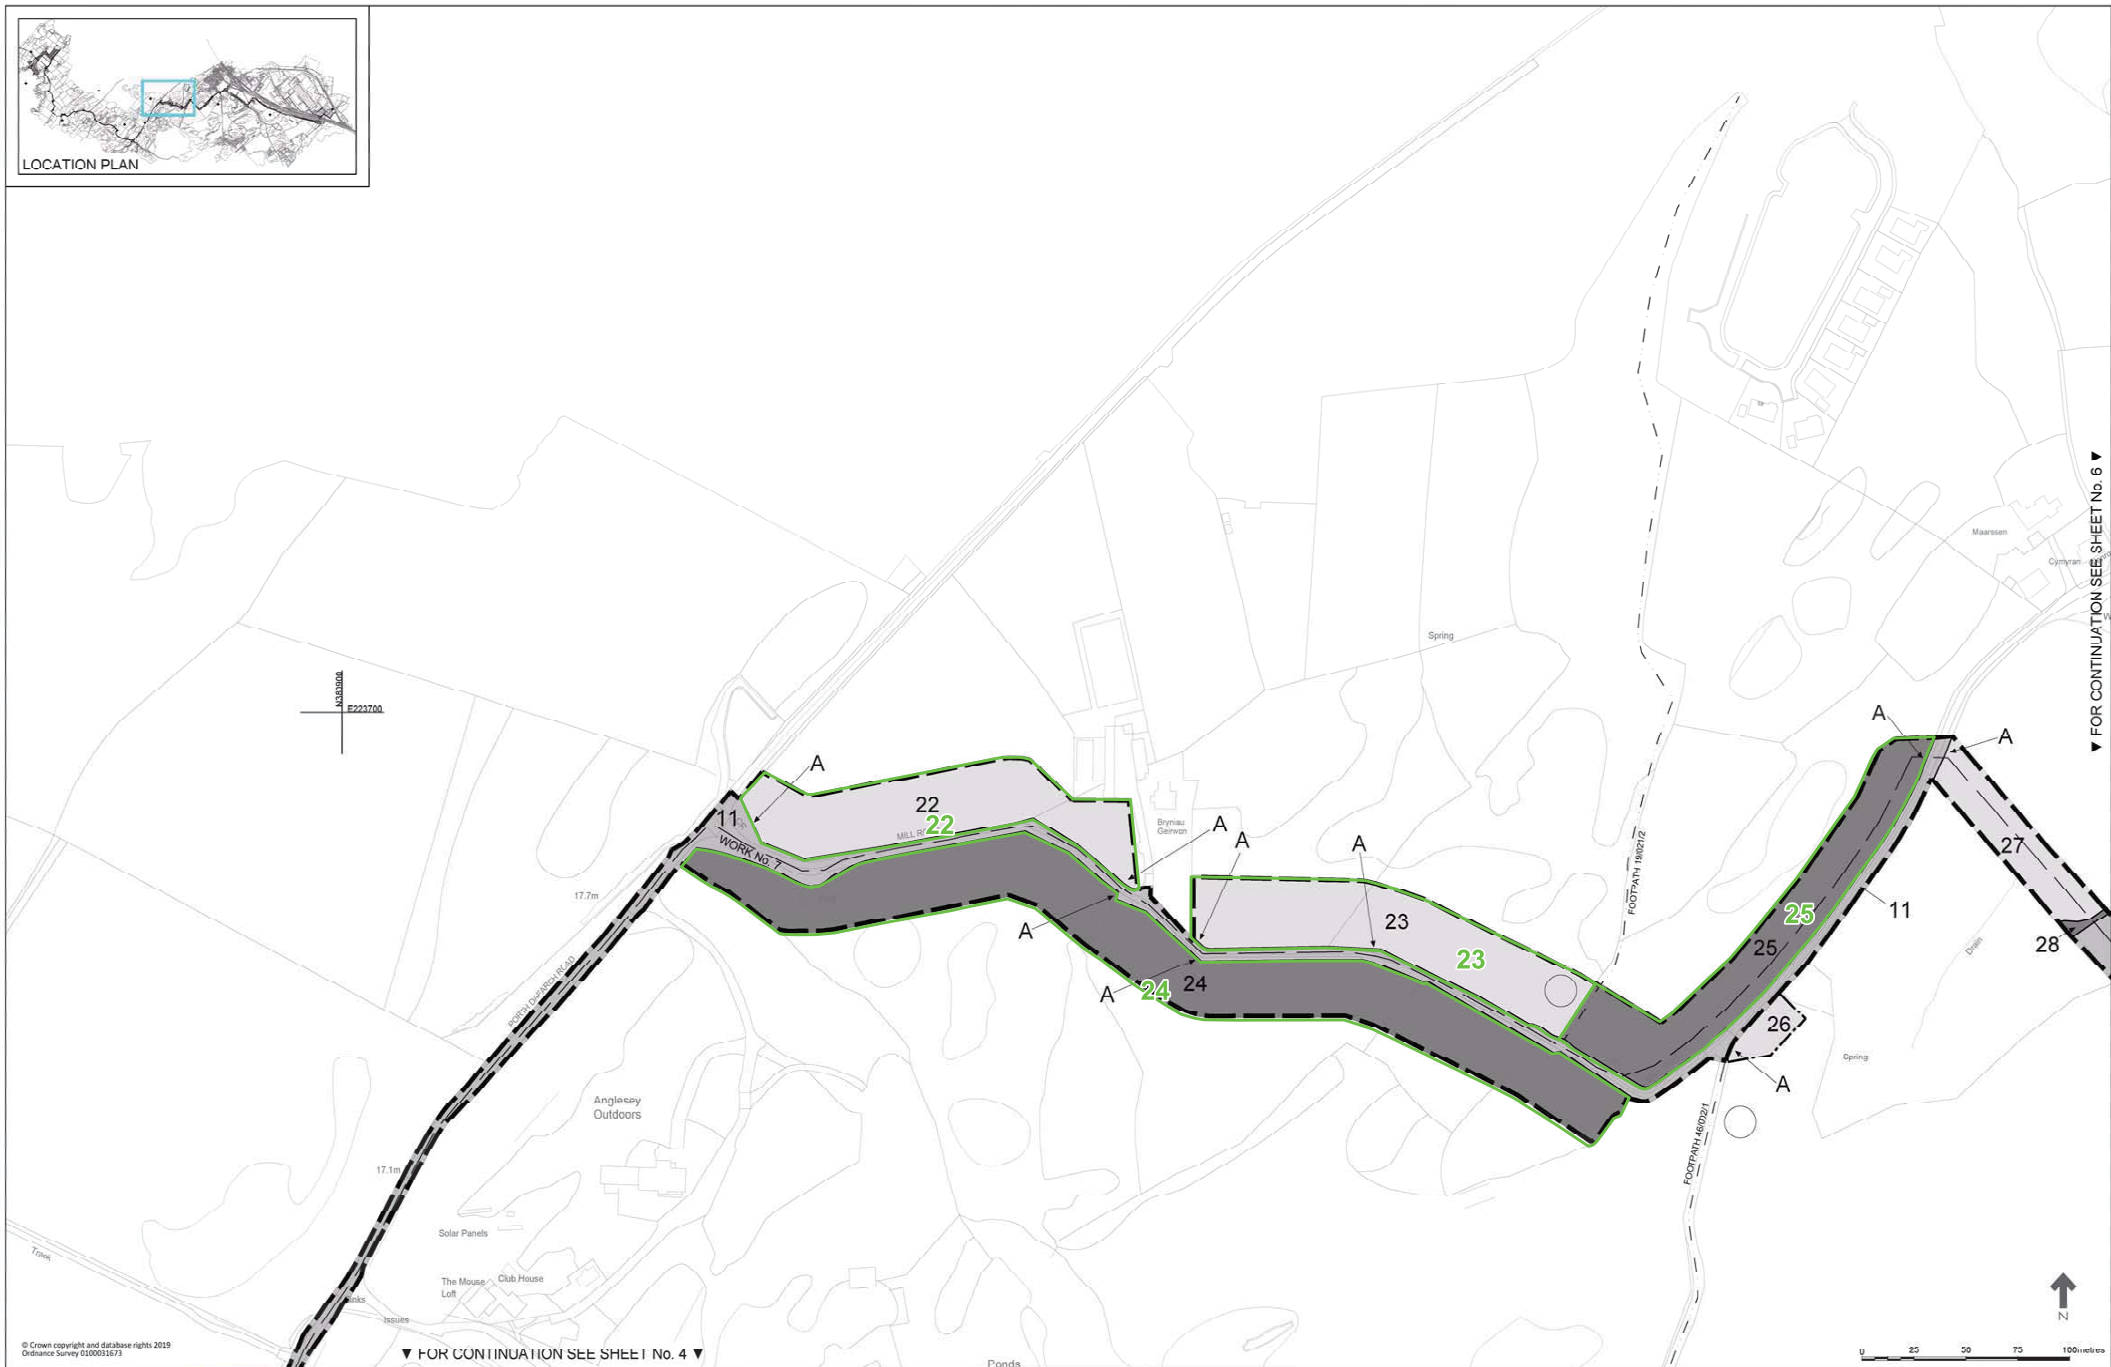 LOCATION PLAN
▼ FOR CONTINUATION SEE SHEET No. 6 ▼
Maarssen
Cymyran
Spring
N381900
E223700
A
A
A
22
22
MILL
11
WORK No. 7
Bryniau
Geirwon
A
A
A
FOOTPATH 19/021/2
27
17.7m
23
23
25
25
11
28
A
Drain
24
24
A
PORTH DAFARCH ROAD
26
Spring
A
Anglesey
Outdoors
FOOTPATH 46/002/1
17.1m
Solar Panels
Track
The Mouse
Loft
Club House
Issues
N
© Crown copyright and database rights 2019
Ordnance Survey 0100031673
▼ FOR CONTINUATION SEE SHEET No. 4 ▼
Ponds
0 25 50 75 100metres